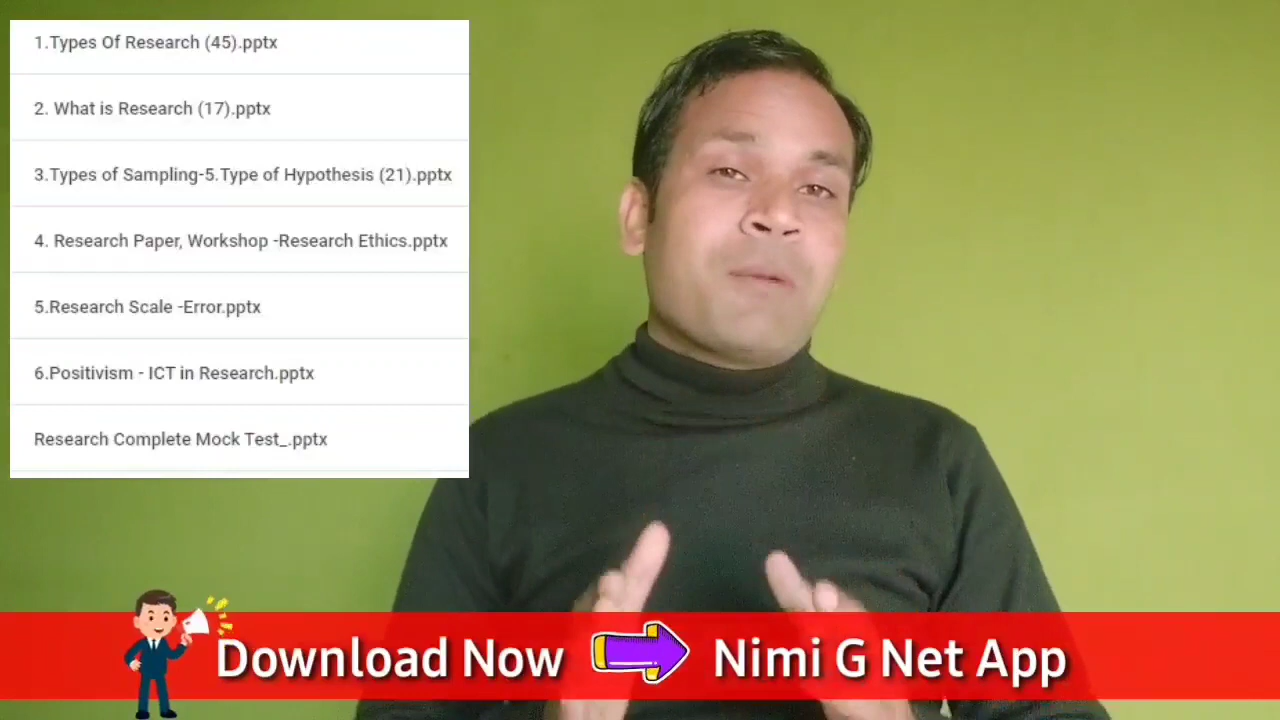 1.Types Of Research (45).pptx
2. What is Research (17).pptx
3.Types of Sampling-5.Type of Hypothesis (21).pptx
4. Research Paper, Workshop -Research Ethics.pptx
5.Research Scale -Error.pptx
6.Positivism - ICT in Research.pptx
Research Complete Mock Test_.pptx
Download Now Nimi G Net App